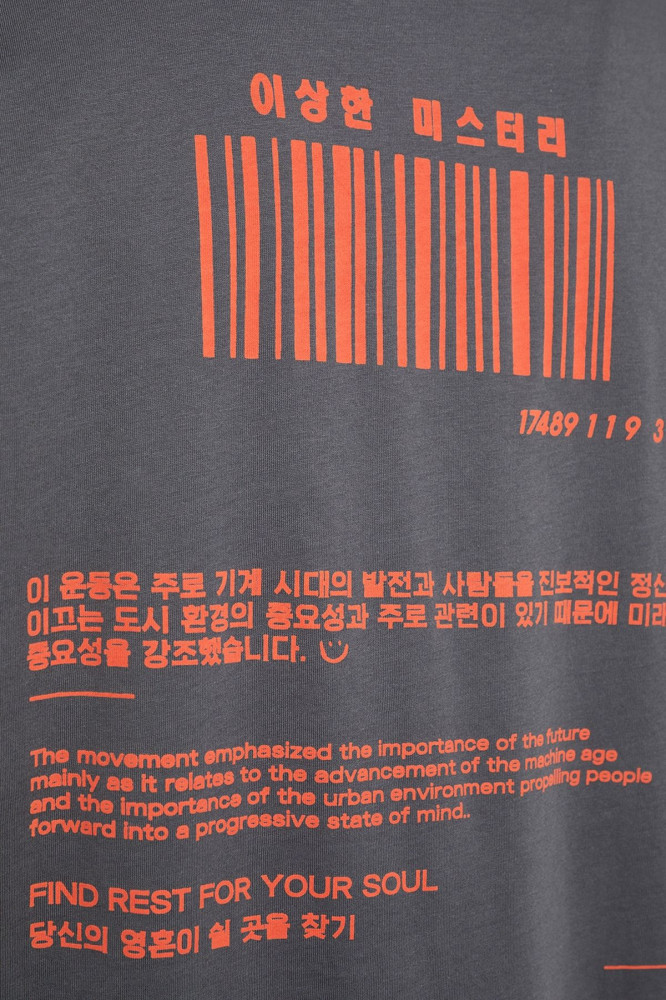 이상한 미스터리
17489 1 1 9 3
이 운동은 주로 기계 시대의 발전과 사람들을 진보적인 정신
이끄는 도시 환경의 중요성과 주로 관련이 있기 때문에 미래
중요성을 강조했습니다.
The movement emphasized the importance of the future
mainly as it relates to the advancement of the machine age
and the importance of the urban environment propelling people
forward into a progressive state of mind..
FIND REST FOR YOUR SOUL
당신의 영혼이 쉴 곳을 찾기